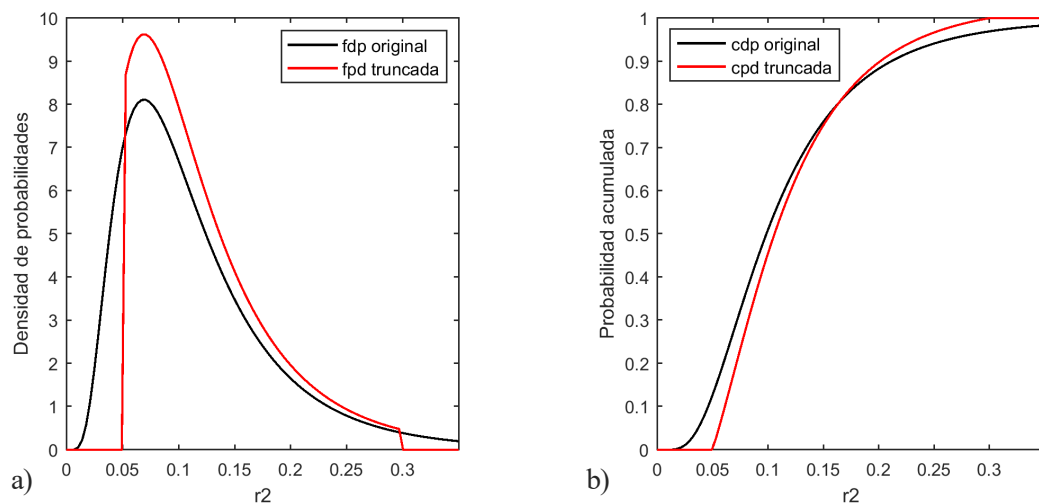 10
9
8
7
6
5
4
3
2
1
0
Densidad de probabilidades
fdp original
fpd truncada
0 0.05 0.1 0.15 0.2 0.25 0.3
r2
a)
1
0.9
0.8
0.7
0.6
0.5
0.4
0.3
0.2
0.1
0
Probabilidad acumulada
cdp original
cpd truncada
0 0.05 0.1 0.15 0.2 0.25 0.3
r2
b)